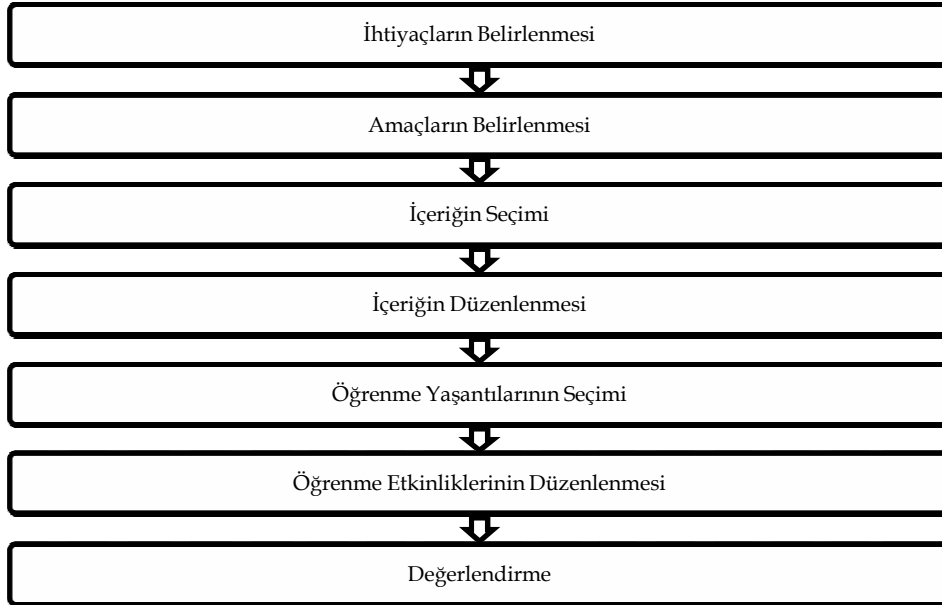 İhtiyaçların Belirlenmesi
Amaçların Belirlenmesi
İçeriğin Seçimi
İçeriğin Düzenlenmesi
Öğrenme Yaşantılarının Seçimi
Öğrenme Etkinliklerinin Düzenlenmesi
Değerlendirme